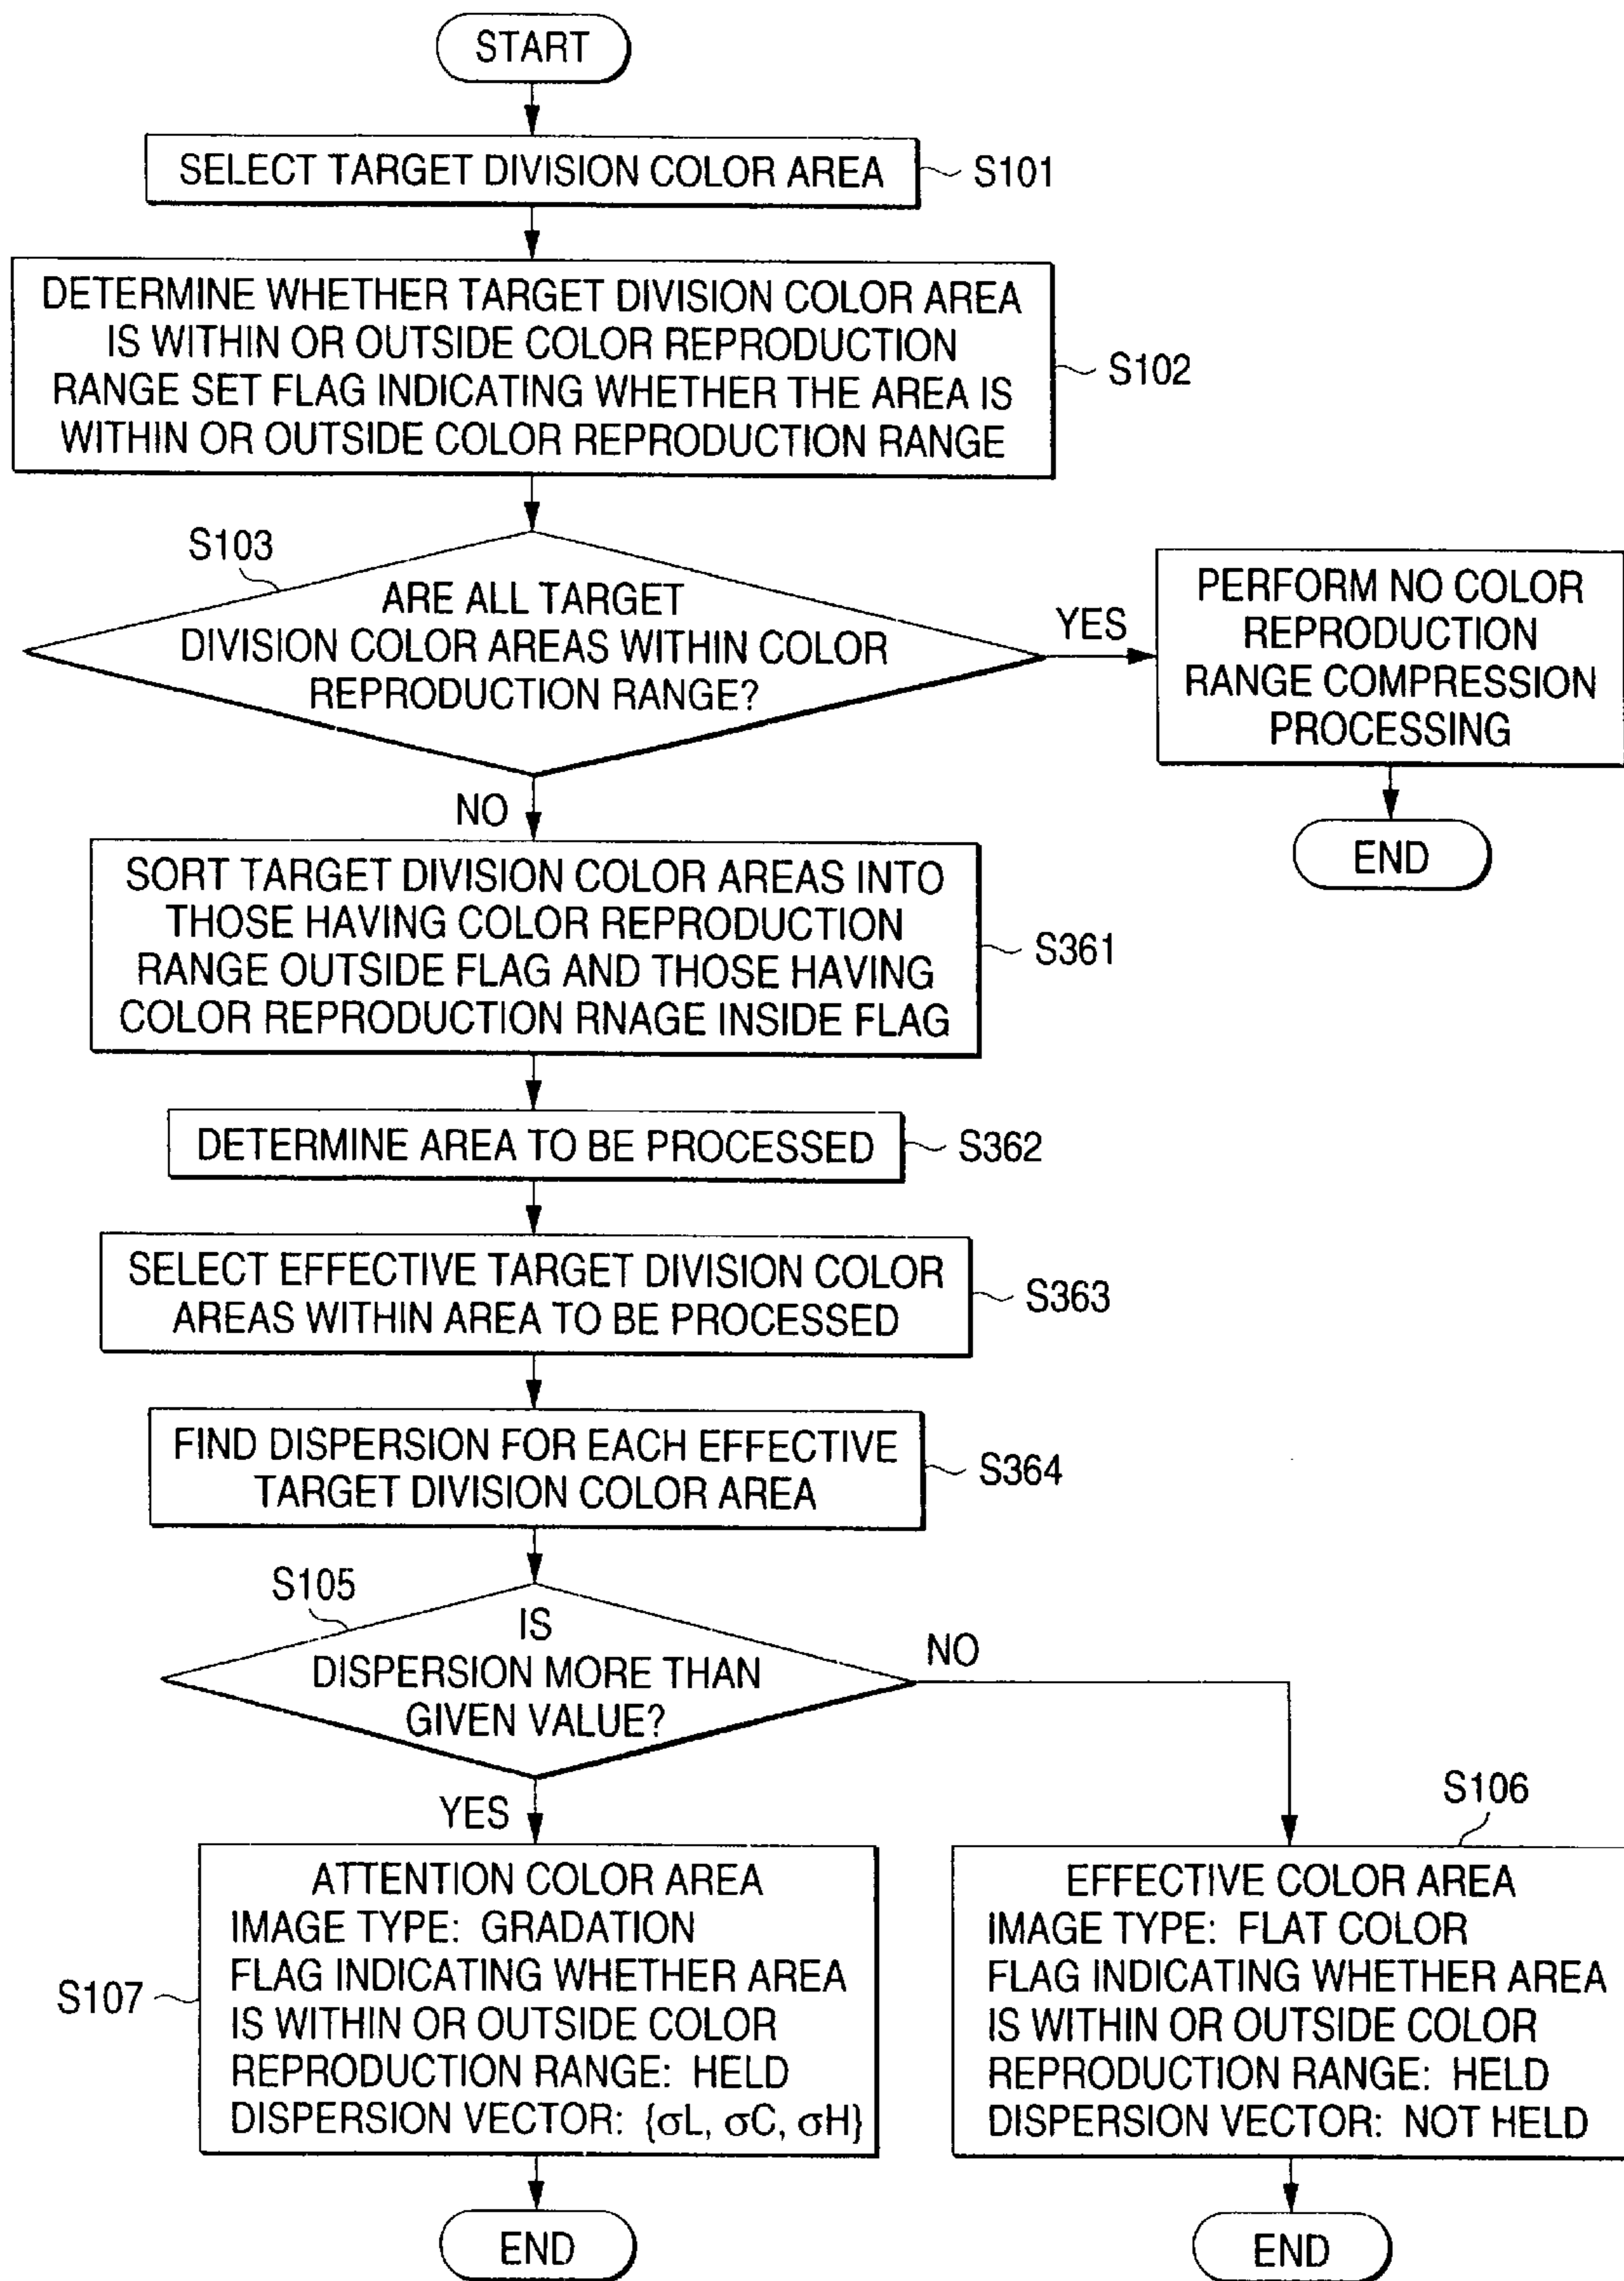 START
SELECT TARGET DIVISION COLOR AREA
S101
DETERMINE WHETHER TARGET DIVISION COLOR AREA
IS WITHIN OR OUTSIDE COLOR REPRODUCTION
RANGE SET FLAG INDICATING WHETHER THE AREA IS
WITHIN OR OUTSIDE COLOR REPRODUCTION RANGE
S102
S103
ARE ALL TARGET
DIVISION COLOR AREAS WITHIN COLOR
REPRODUCTION RANGE?
YES
PERFORM NO COLOR
REPRODUCTION
RANGE COMPRESSION
PROCESSING
END
NO
SORT TARGET DIVISION COLOR AREAS INTO
THOSE HAVING COLOR REPRODUCTION
RANGE OUTSIDE FLAG AND THOSE HAVING
COLOR REPRODUCTION RNAGE INSIDE FLAG
S361
DETERMINE AREA TO BE PROCESSED
S362
SELECT EFFECTIVE TARGET DIVISION COLOR
AREAS WITHIN AREA TO BE PROCESSED
S363
FIND DISPERSION FOR EACH EFFECTIVE
TARGET DIVISION COLOR AREA
S364
S105
IS
DISPERSION MORE THAN
GIVEN VALUE?
NO
YES
S107
ATTENTION COLOR AREA
IMAGE TYPE: GRADATION
FLAG INDICATING WHETHER AREA
IS WITHIN OR OUTSIDE COLOR
REPRODUCTION RANGE: HELD
DISPERSION VECTOR: {σL, σC, σH}
END
S106
EFFECTIVE COLOR AREA
IMAGE TYPE: FLAT COLOR
FLAG INDICATING WHETHER AREA
IS WITHIN OR OUTSIDE COLOR
REPRODUCTION RANGE: HELD
DISPERSION VECTOR: NOT HELD
END